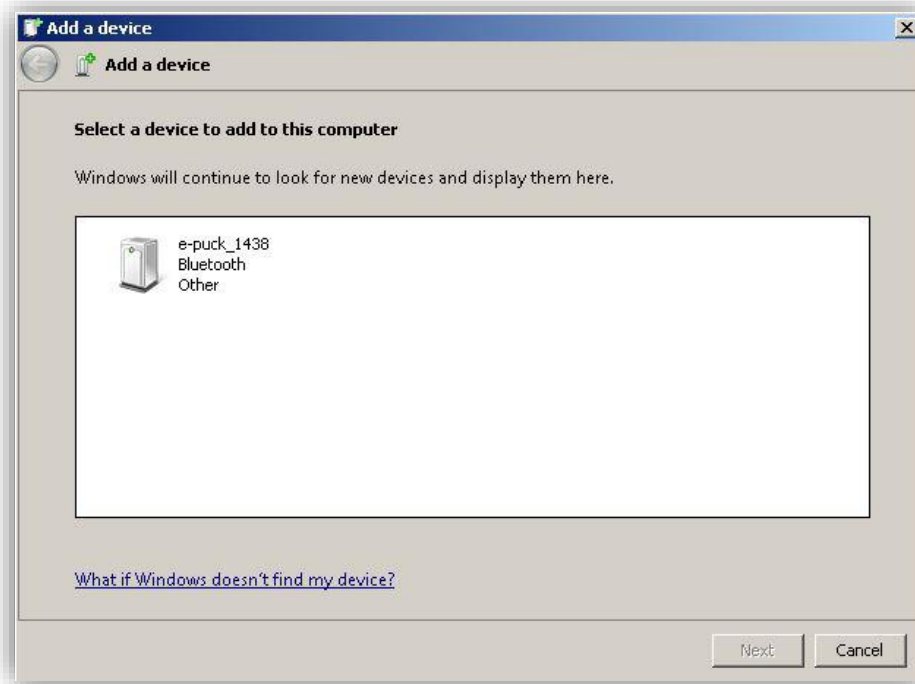 Add a device
Add a device
Select a device to add to this computer
Windows will continue to look for new devices and display them here.
e-puck_1438
Bluetooth
Other
What if Windows doesn't find my device?
Next
Cancel